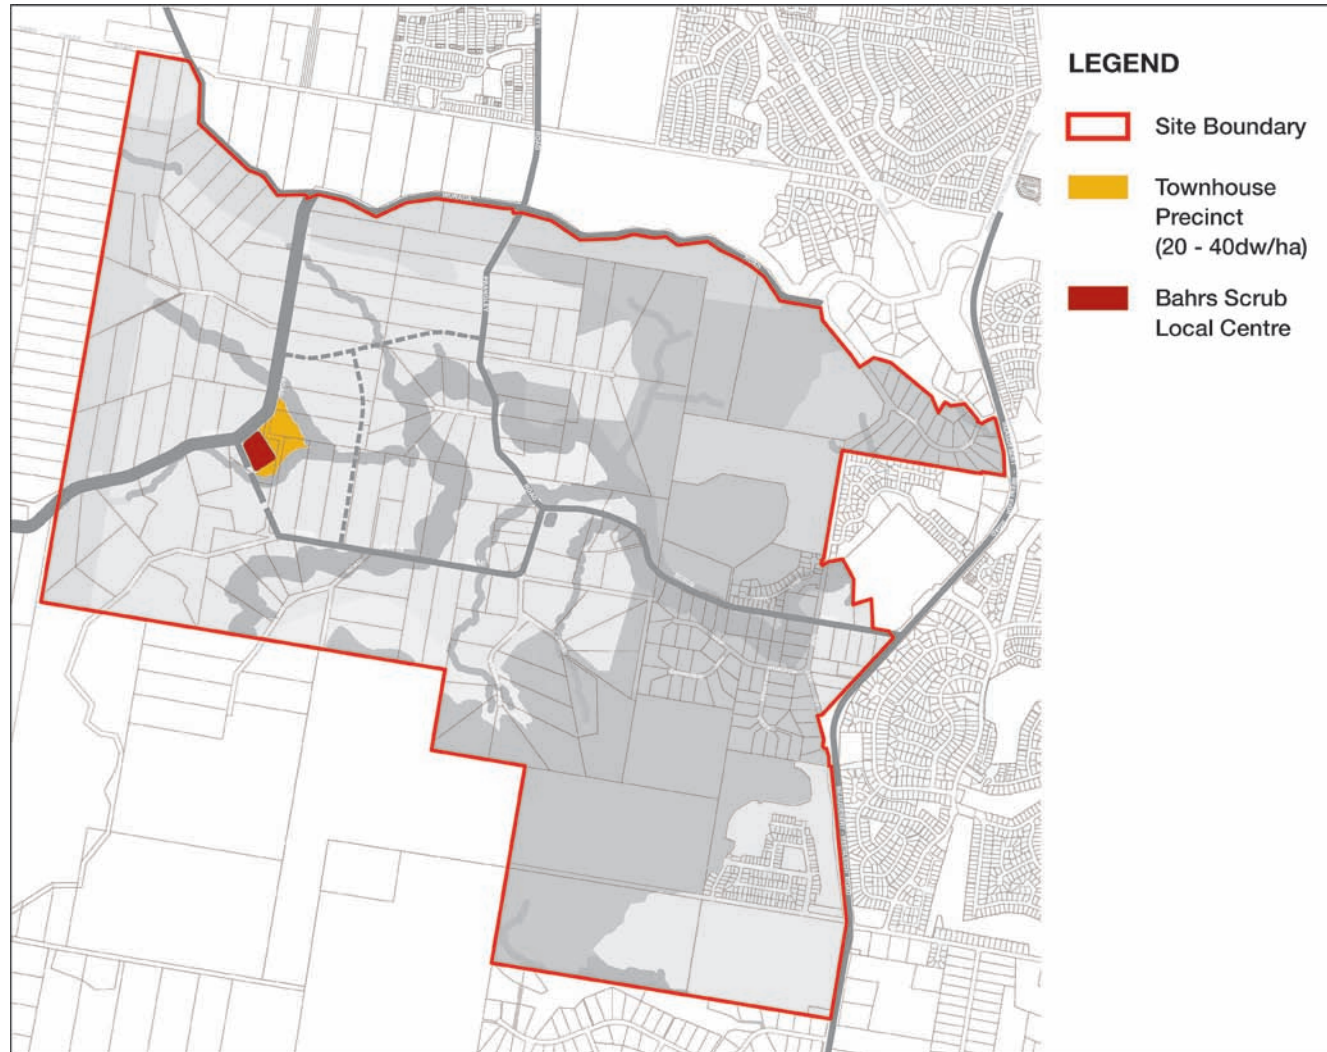 LEGEND
Site Boundary
Townhouse
Precinct
(20 - 40dw/ha)
Bahrs Scrub
Local Centre